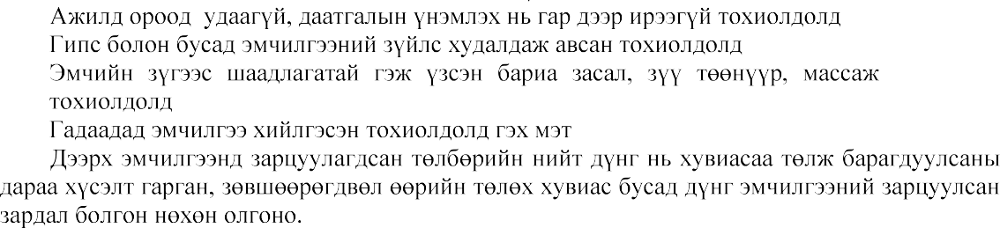 Ажилд ороод удаагүй, даатгалын үнэмлэх нь гар дээр ирээгүй тохиолдолд
Гипс болон бусад эмчилгээний зүйлс худалдаж авсан тохиолдолд
Эмчийн зүгээс шаадлагатай гэж үзсэн бариа засал, зүү төөнүүр, массаж
тохиолдолд
Гадаадад эмчилгээ хийлгэсэн тохиолдолд гэх мэт
Дээрх эмчилгээнд зарцуулагдсан төлбөрийн нийт дүнг нь хувиасаа төлж барагдуулсаны
дараа хүсэлт гарган, зөвшөөрөгдвөл өөрийн төлөх хувиас бусад дүнг эмчилгээний зарцуулсан
зардал болгон нөхөн олгоно.